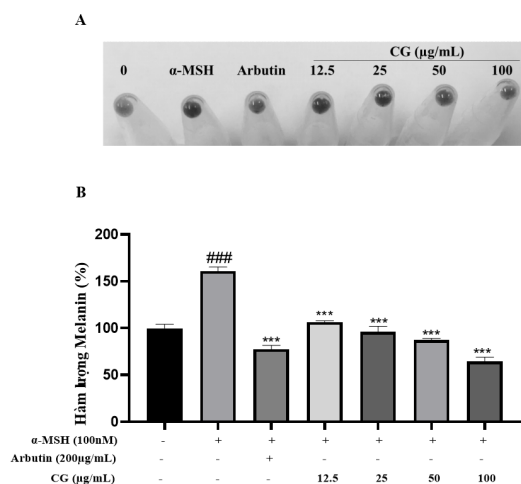 A
CG (µg/mL)
0 α-MSH Arbutin 12.5 25 50 100
B
Hàm lượng Melanin (%)
200
150
100
50
0
###
*** *** *** *** ***
α-MSH (100nM) - + + + + + +
Arbutin (200µg/mL) - - + - - - -
CG (µg/mL) - - - 12.5 25 50 100